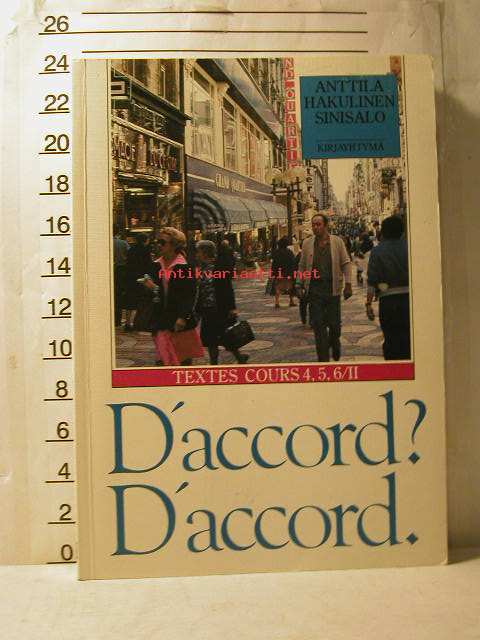 26
24
22
20
18
16
14
12
10
8
6
4
2
0
ANTTILA
HAKULINEN
SINISALO
KIRJAYHTYMÄ
Antikvariaatti.net
TEXTES COURS 4, 5, 6/II
D'accord?
D'accord.